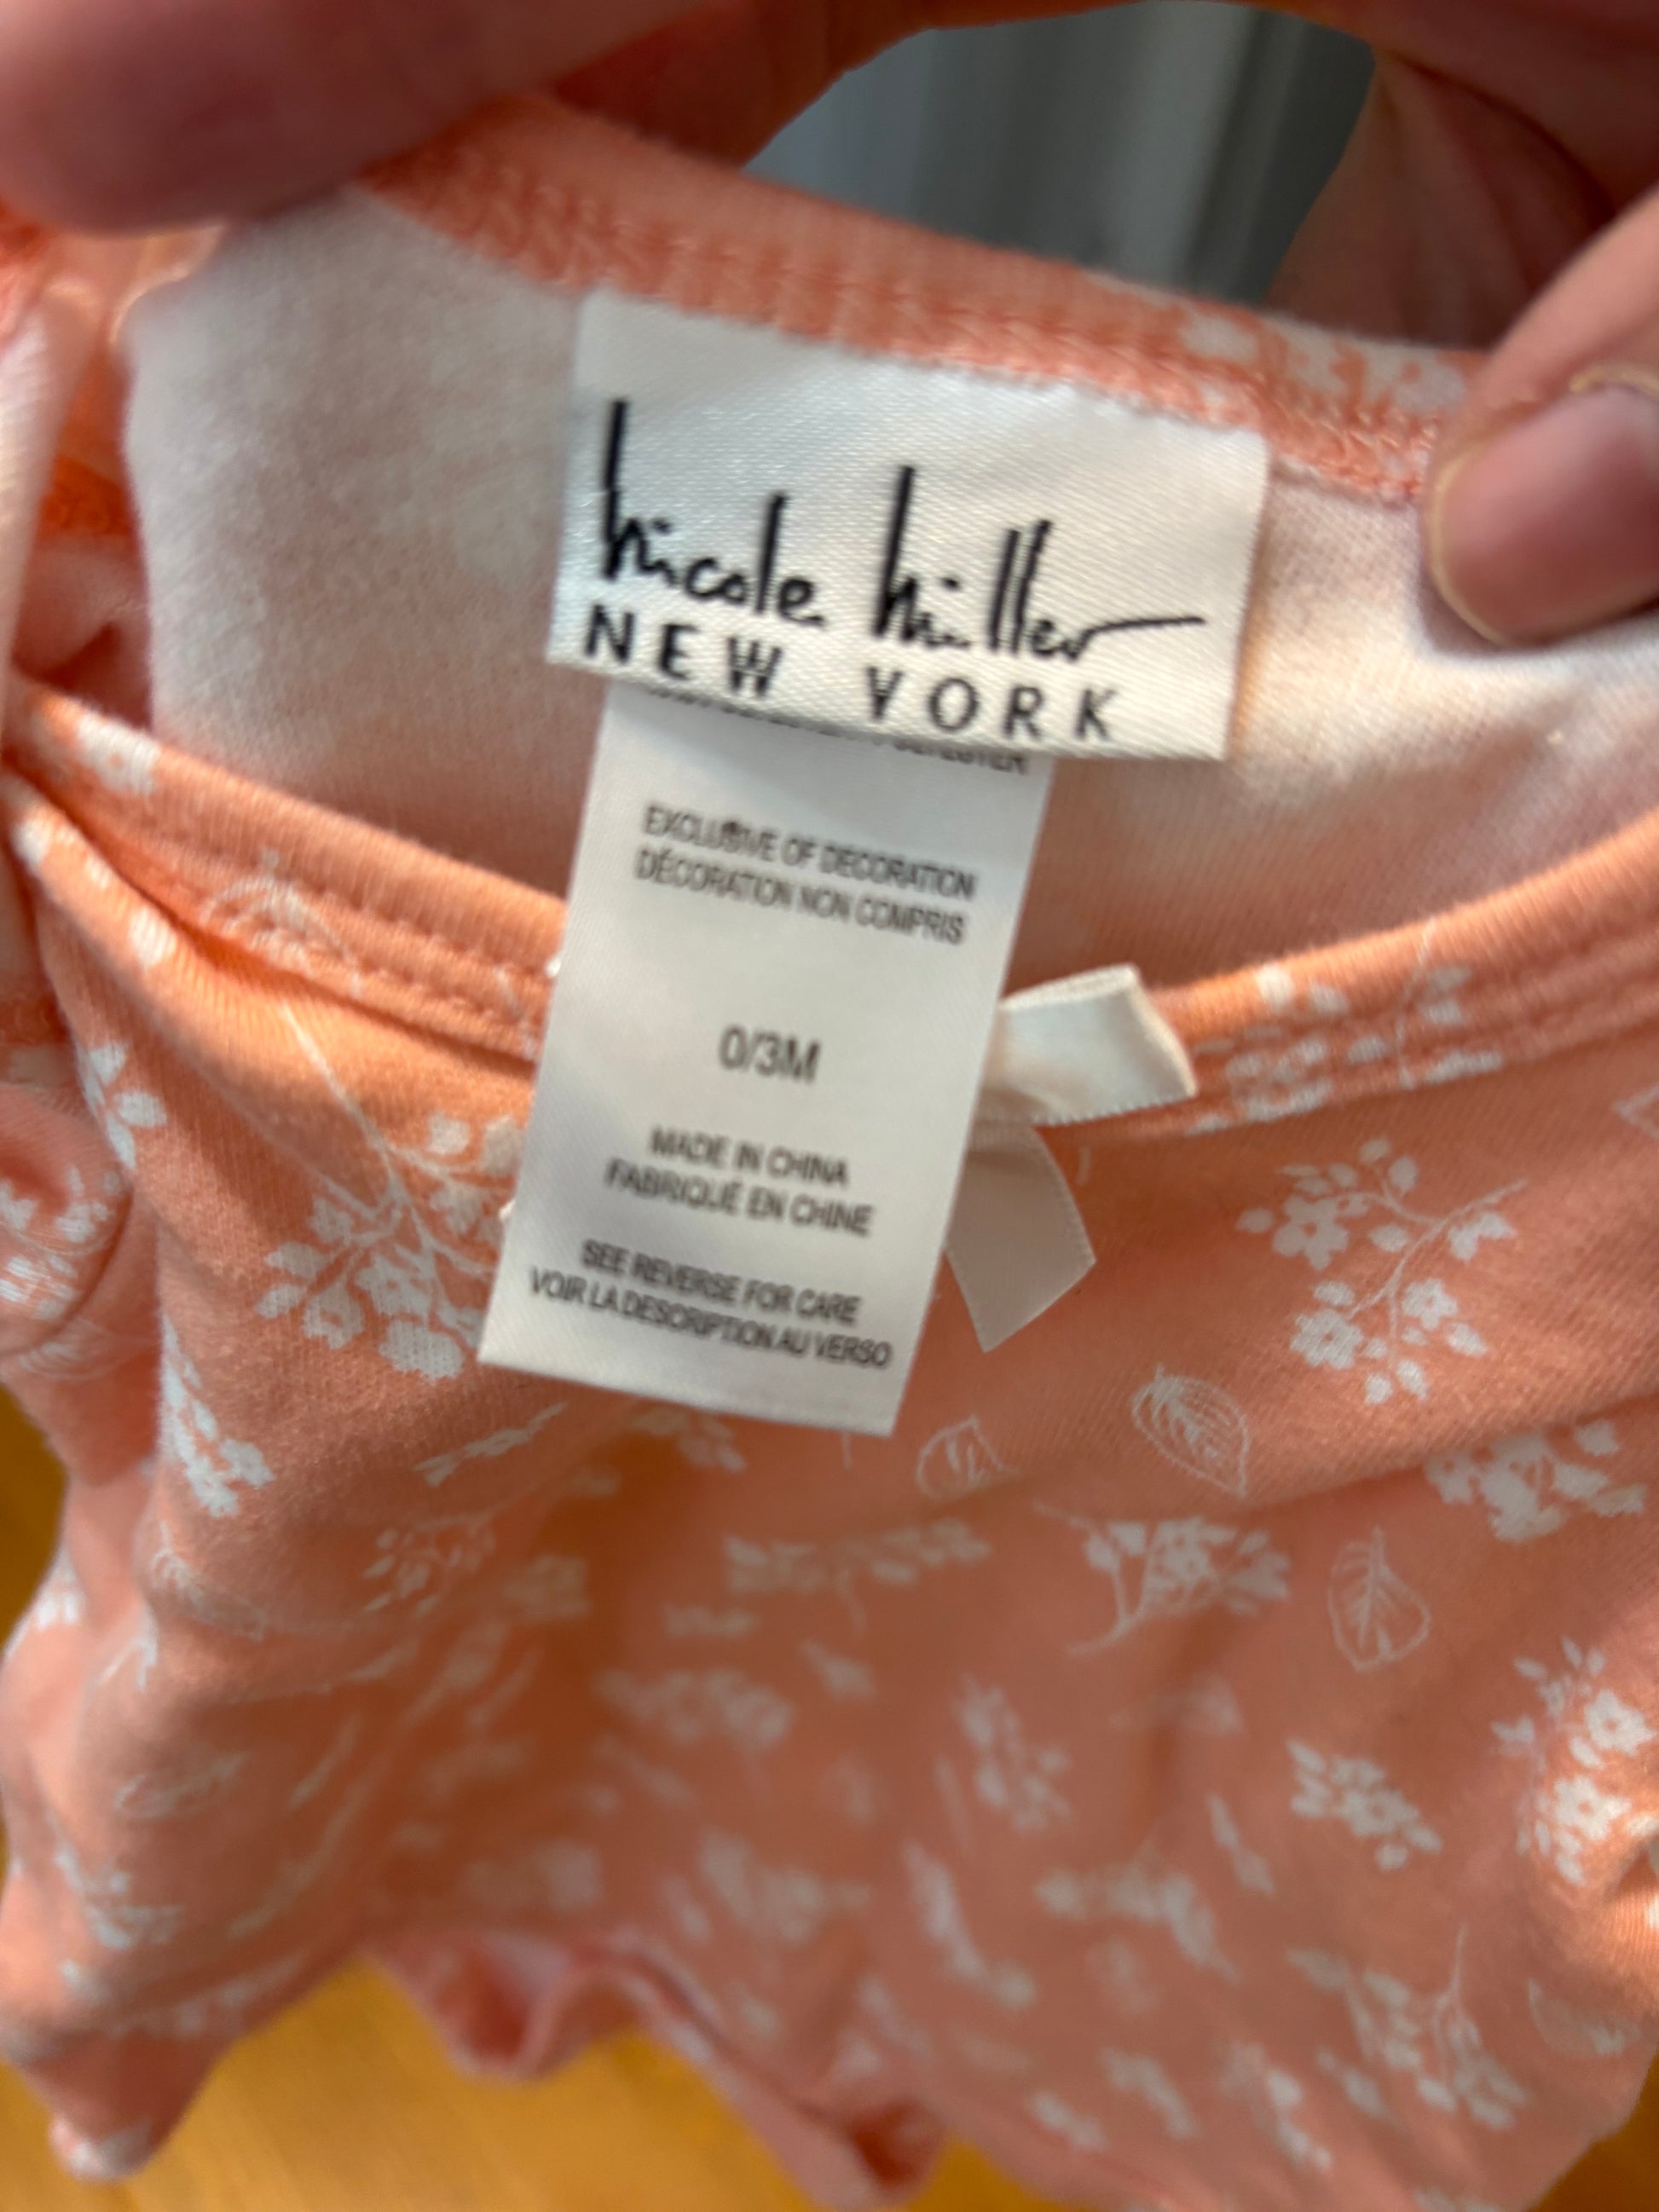 nicole miller
NEW YORK
POLYESTER
EXCLUSIVE OF DECORATION
DÉCORATION NON COMPRIS
0/3M
MADE IN CHINA
FABRIQUÉ EN CHINE
SEE REVERSE FOR CARE
VOIR LA DESCRIPTION AU VERSO